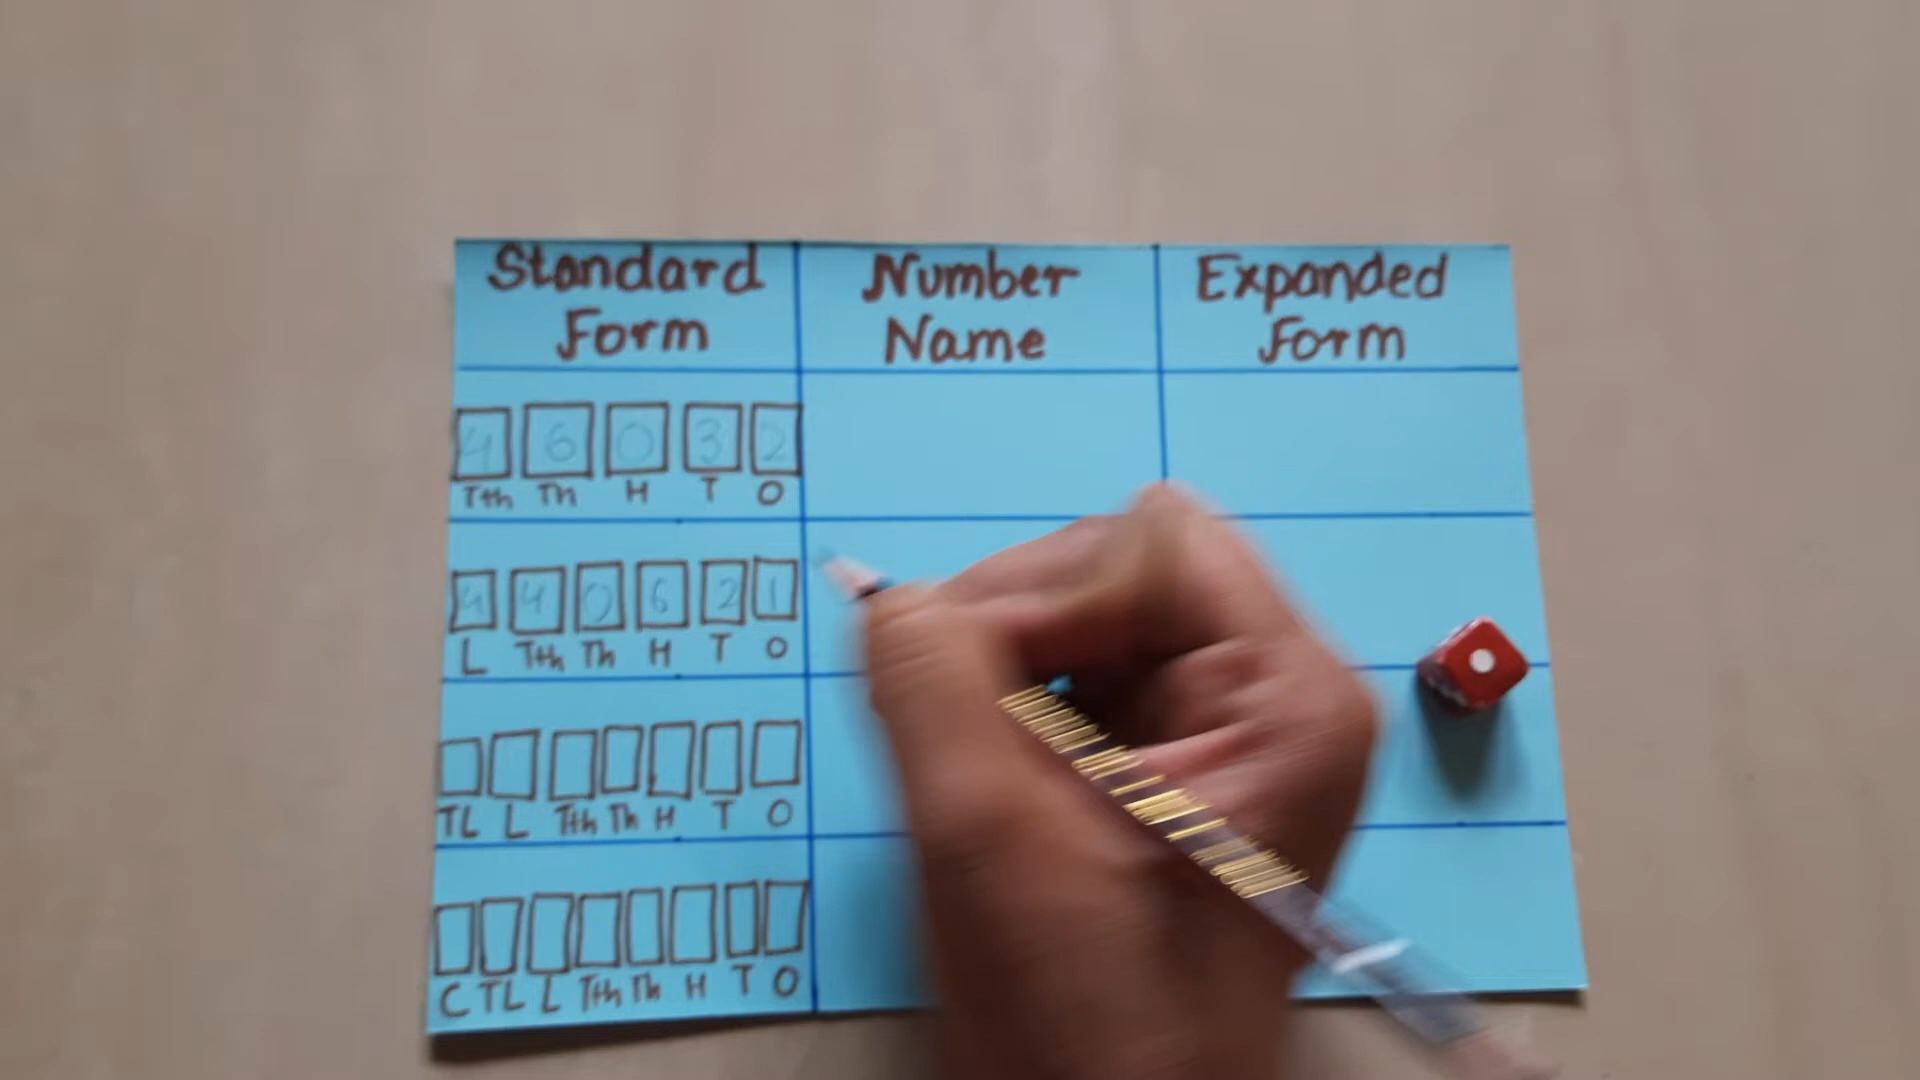 Standard Form
Number Name
Expanded Form
4 6 0 3 2
Tth Th H T O
4 4 0 6 2 1
L Tth Th H T O
TL L Tth Th H T O
C TL L Tth Th H T O